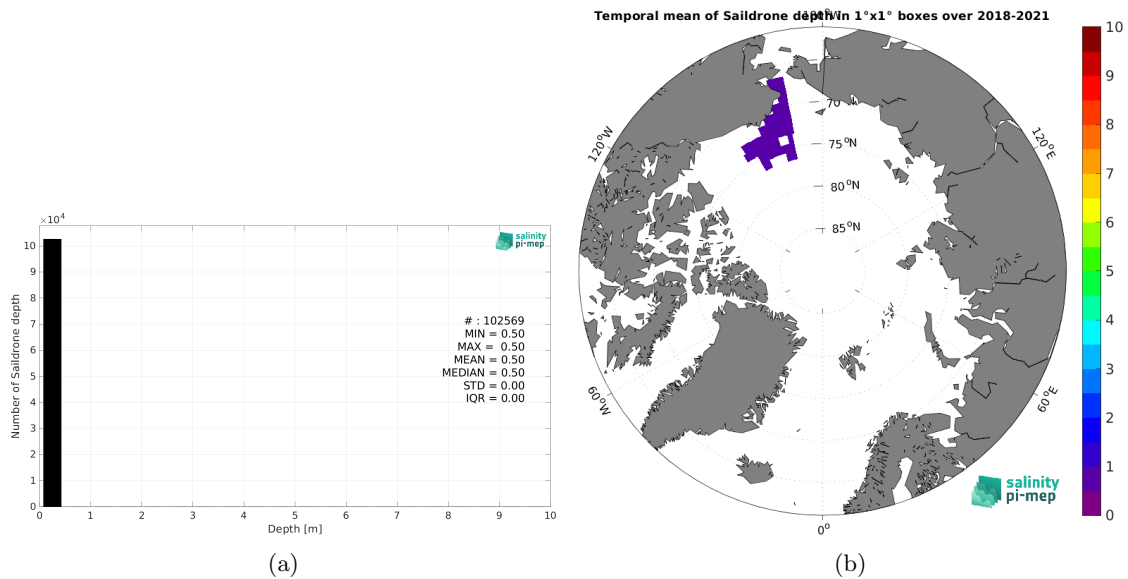 Temporal mean of Saildrone depth in 1°x1° boxes over 2018-2021
180°W
×10⁴
10
9
8
7
6
5
4
3
2
1
0
Number of Saildrone depth
salinity
pi-mep
# : 102569
MIN = 0.50
MAX = 0.50
MEAN = 0.50
MEDIAN = 0.50
STD = 0.00
IQR = 0.00
0 1 2 3 4 5 6 7 8 9 10
Depth [m]
(a)
120°W
120°E
75°N
80°N
85°N
60°W
60°E
0°
salinity
pi-mep
10
9
8
7
6
5
4
3
2
1
0
(b)